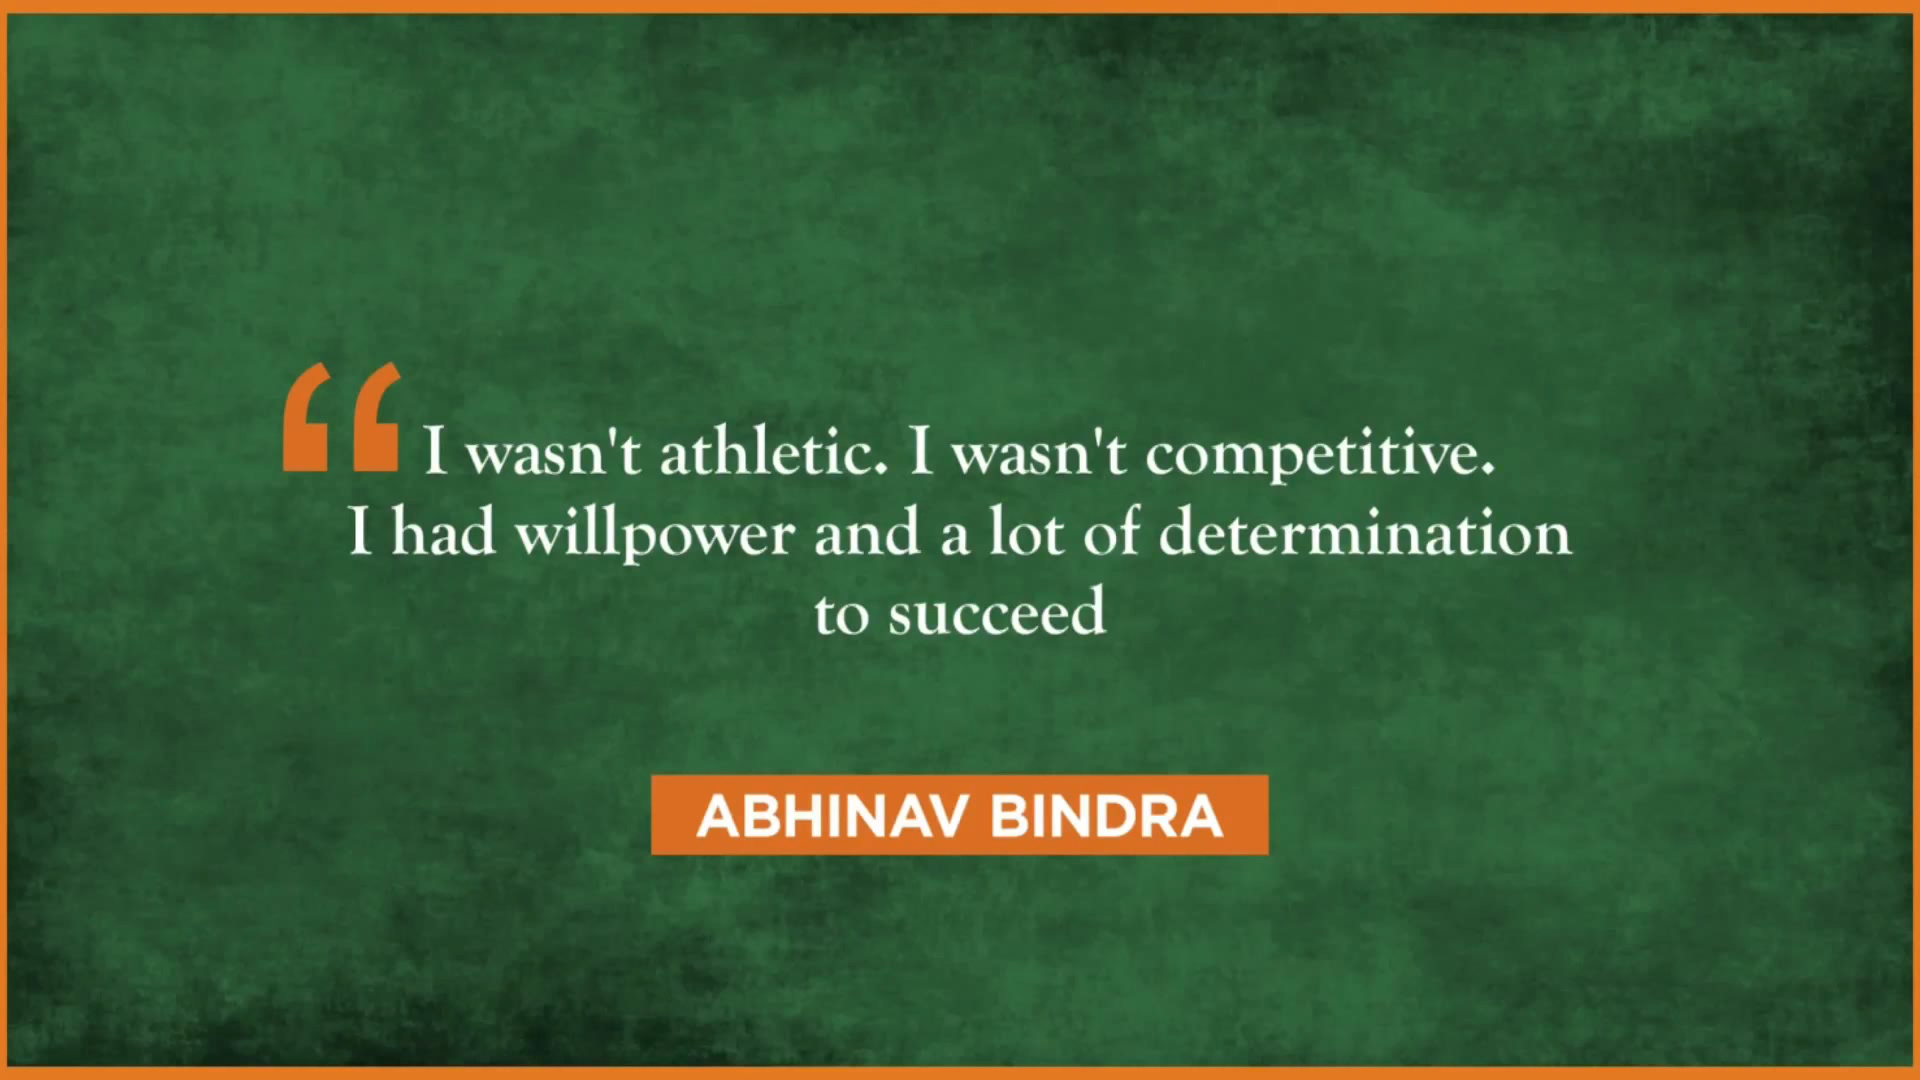 “ I wasn't athletic. I wasn't competitive.
I had willpower and a lot of determination
to succeed
ABHINAV BINDRA